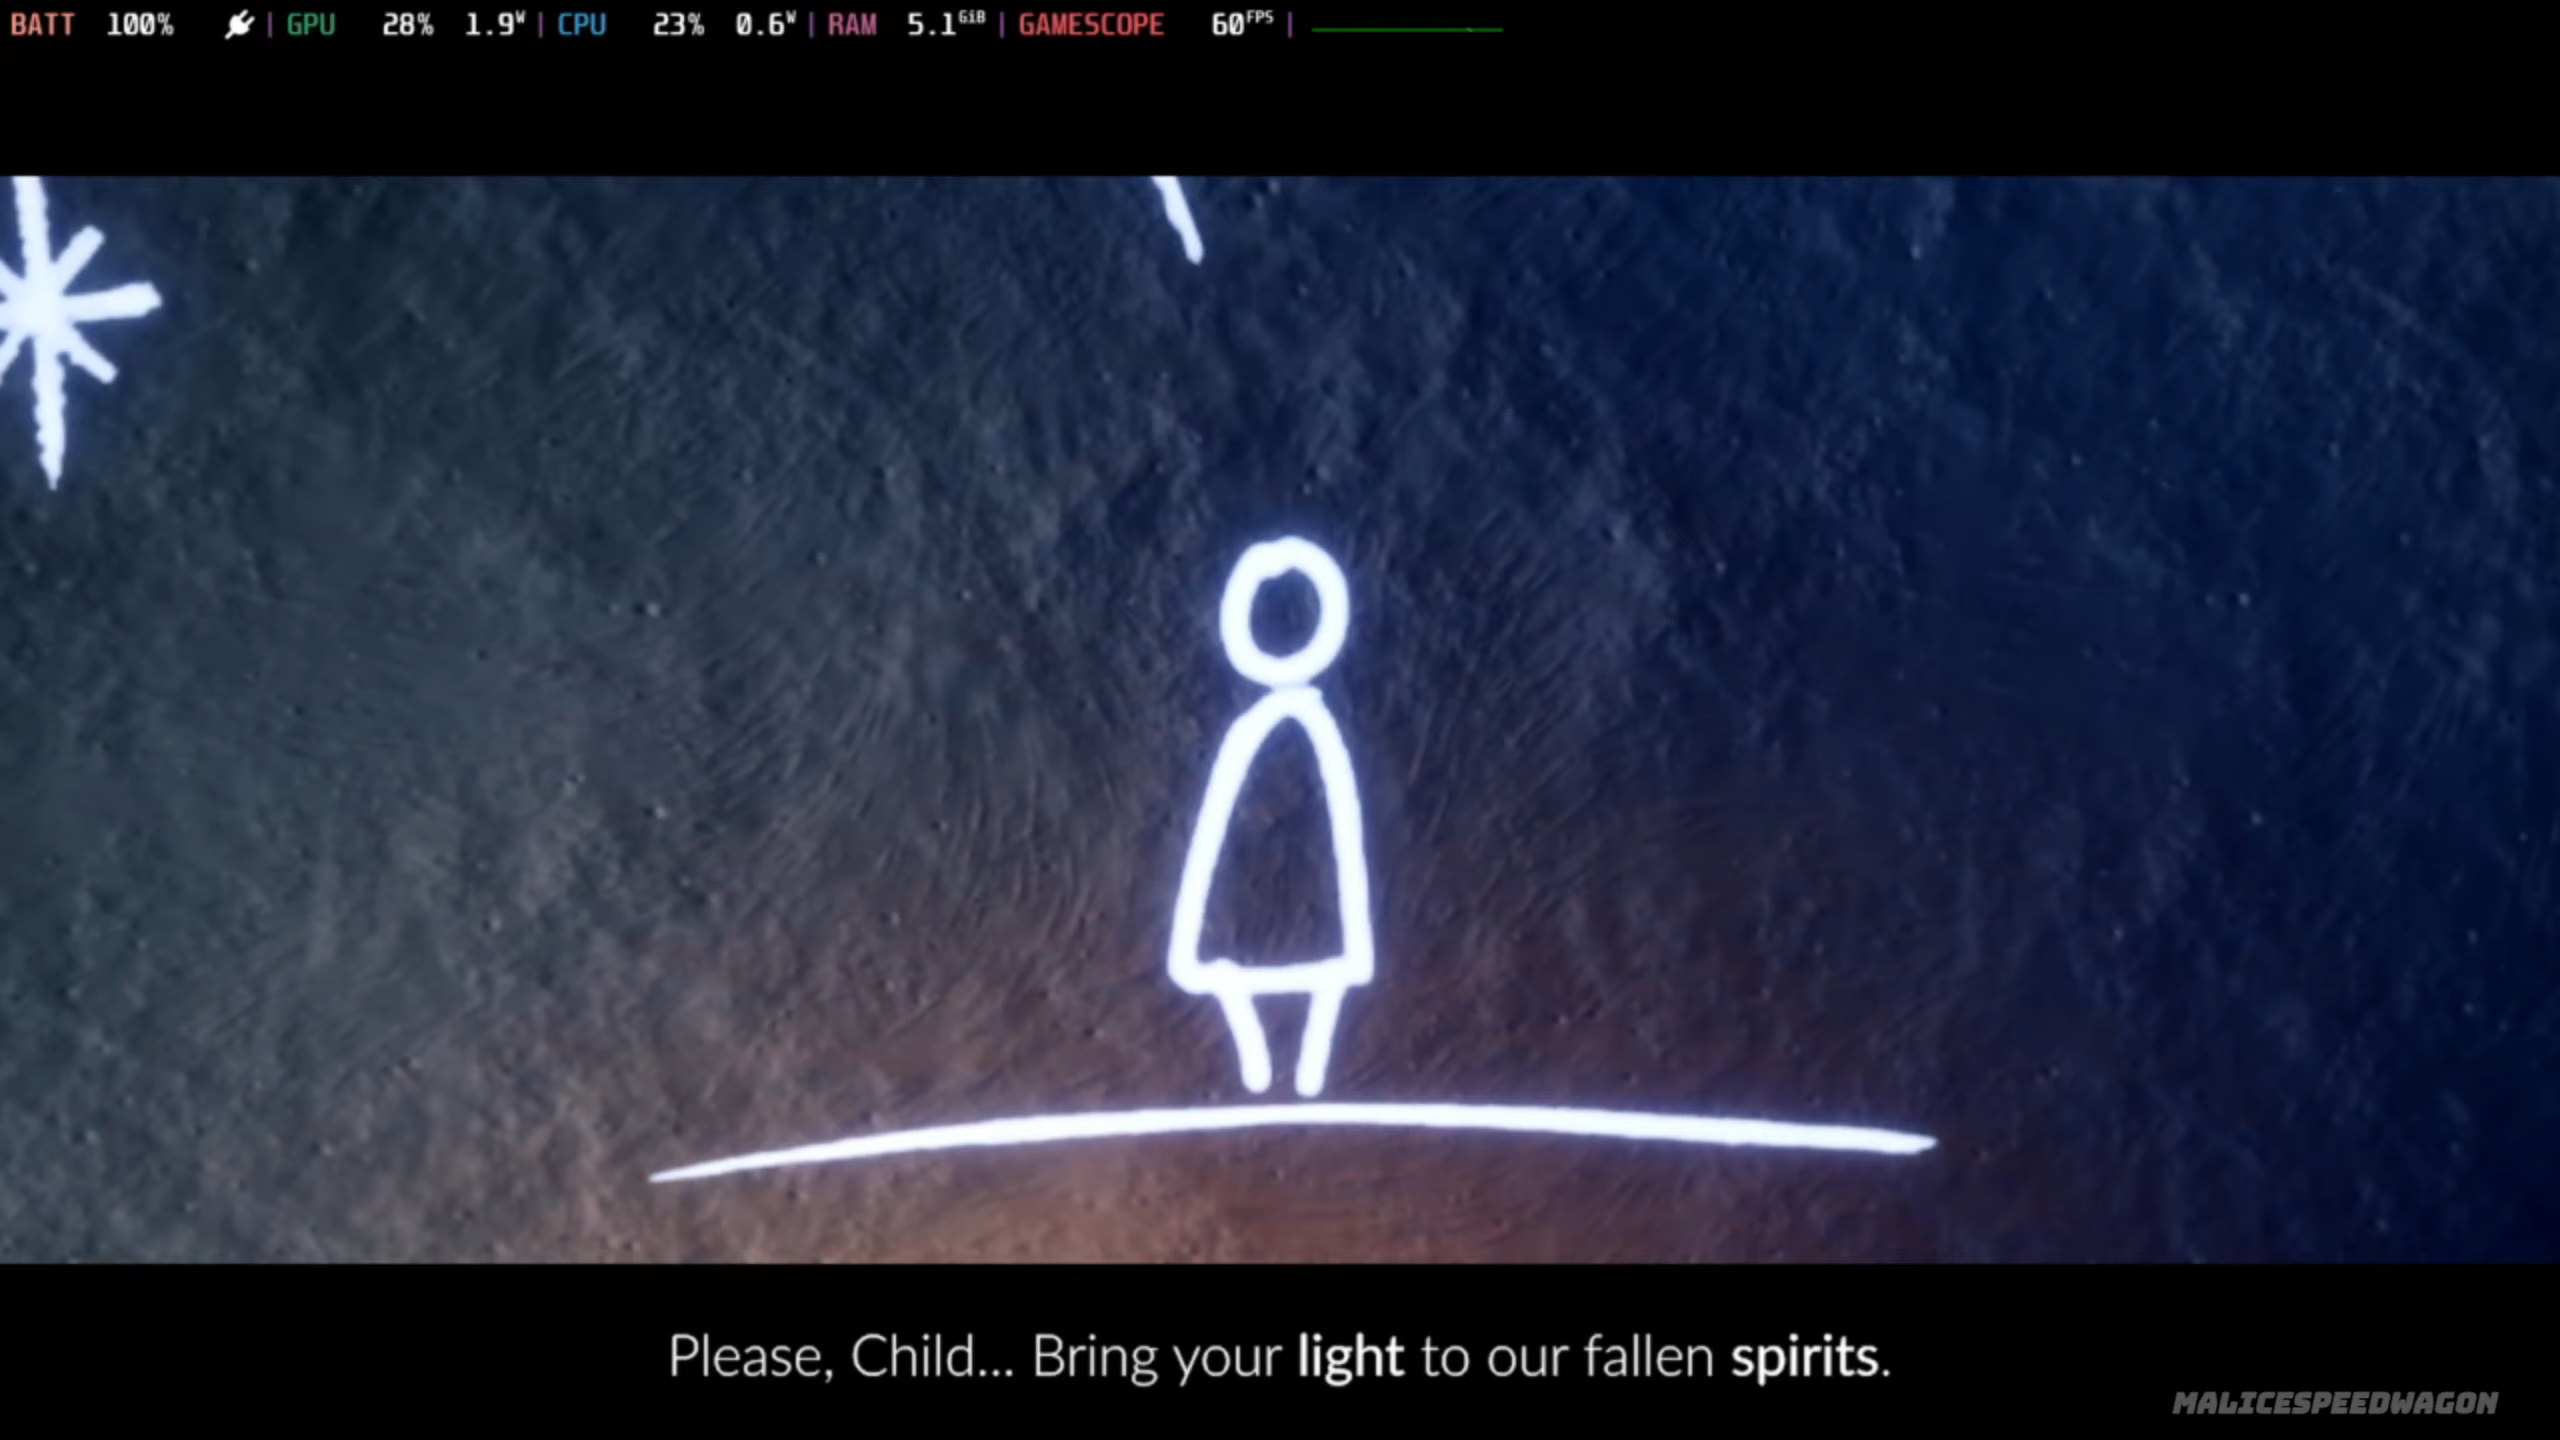 BATT 100% | GPU 28% 1.9W | CPU 23% 0.6W | RAM 5.1GiB | GAMESCOPE 60FPS |
Please, Child... Bring your light to our fallen spirits.
MALICESPEEDWAGON